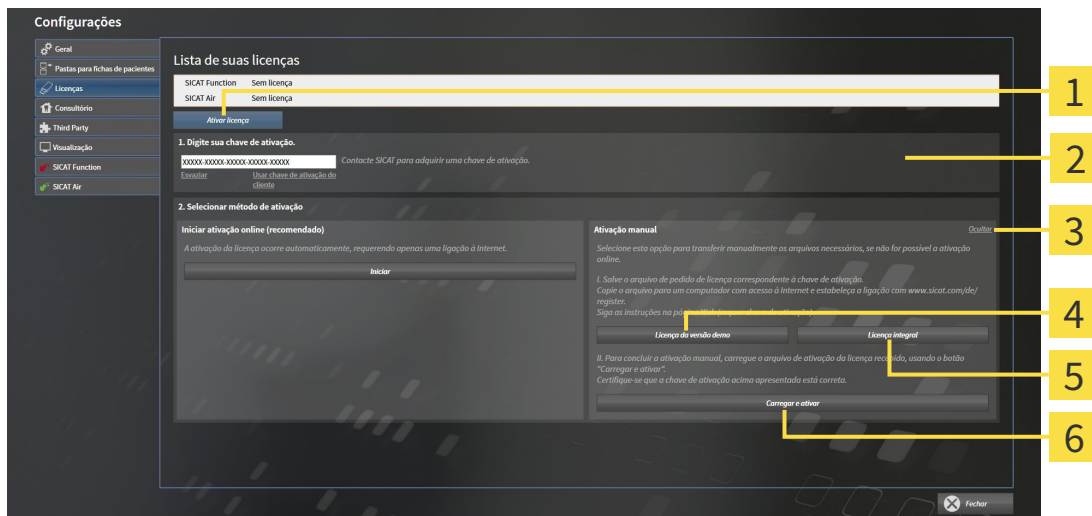 Configurações
Geral
Pastas para fichas de pacientes
Licenças
Consultório
Third Party
Visualização
SICAT Function
SICAT Air
Lista de suas licenças
SICAT Function Sem licença
SICAT Air Sem licença
Ativar licença
1. Digite sua chave de ativação.
XXXXX-XXXXX-XXXXX-XXXXX-XXXXX Contacte SICAT para adquirir uma chave de ativação.
Esvaziar Usar chave de ativação do
cliente
2. Selecionar método de ativação
Iniciar ativação online (recomendado)
A ativação da licença ocorre automaticamente, requerendo apenas uma ligação à Internet.
Iniciar
Ativação manual Ocultar
Selecione esta opção para transferir manualmente os arquivos necessários, se não for possível a ativação
online.
I. Salve o arquivo de pedido de licença correspondente à chave de ativação.
Copie o arquivo para um computador com acesso à Internet e estabeleça a ligação com www.sicat.com/de/
register.
Siga as instruções na página
Licença da versão demo Licença integral
II. Para concluir a ativação manual, carregue o arquivo de ativação da licença recebido, usando o botão
"Carregar e ativar".
Certifique-se que a chave de ativação acima apresentada está correta.
Carregar e ativar
Fechar
1
2
3
4
5
6